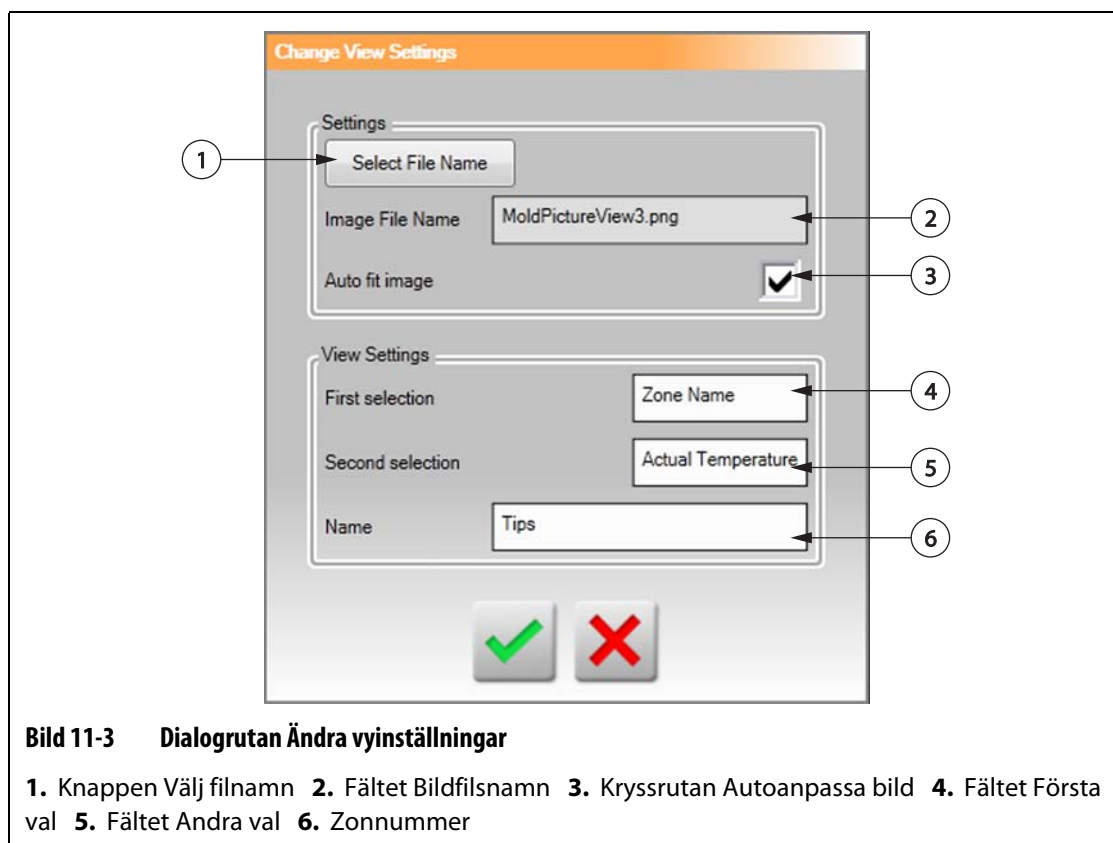 Change View Settings
Settings
1
Select File Name
Image File Name
MoldPictureView3.png
2
Auto fit image
3
View Settings
First selection
Zone Name
4
Second selection
Actual Temperature
5
Name
Tips
6
Bild 11-3 Dialogrutan Ändra vyinställningar
1. Knappen Välj filnamn 2. Fältet Bildfilsnamn 3. Kryssrutan Autoanpassa bild 4. Fältet Första
val 5. Fältet Andra val 6. Zonnummer